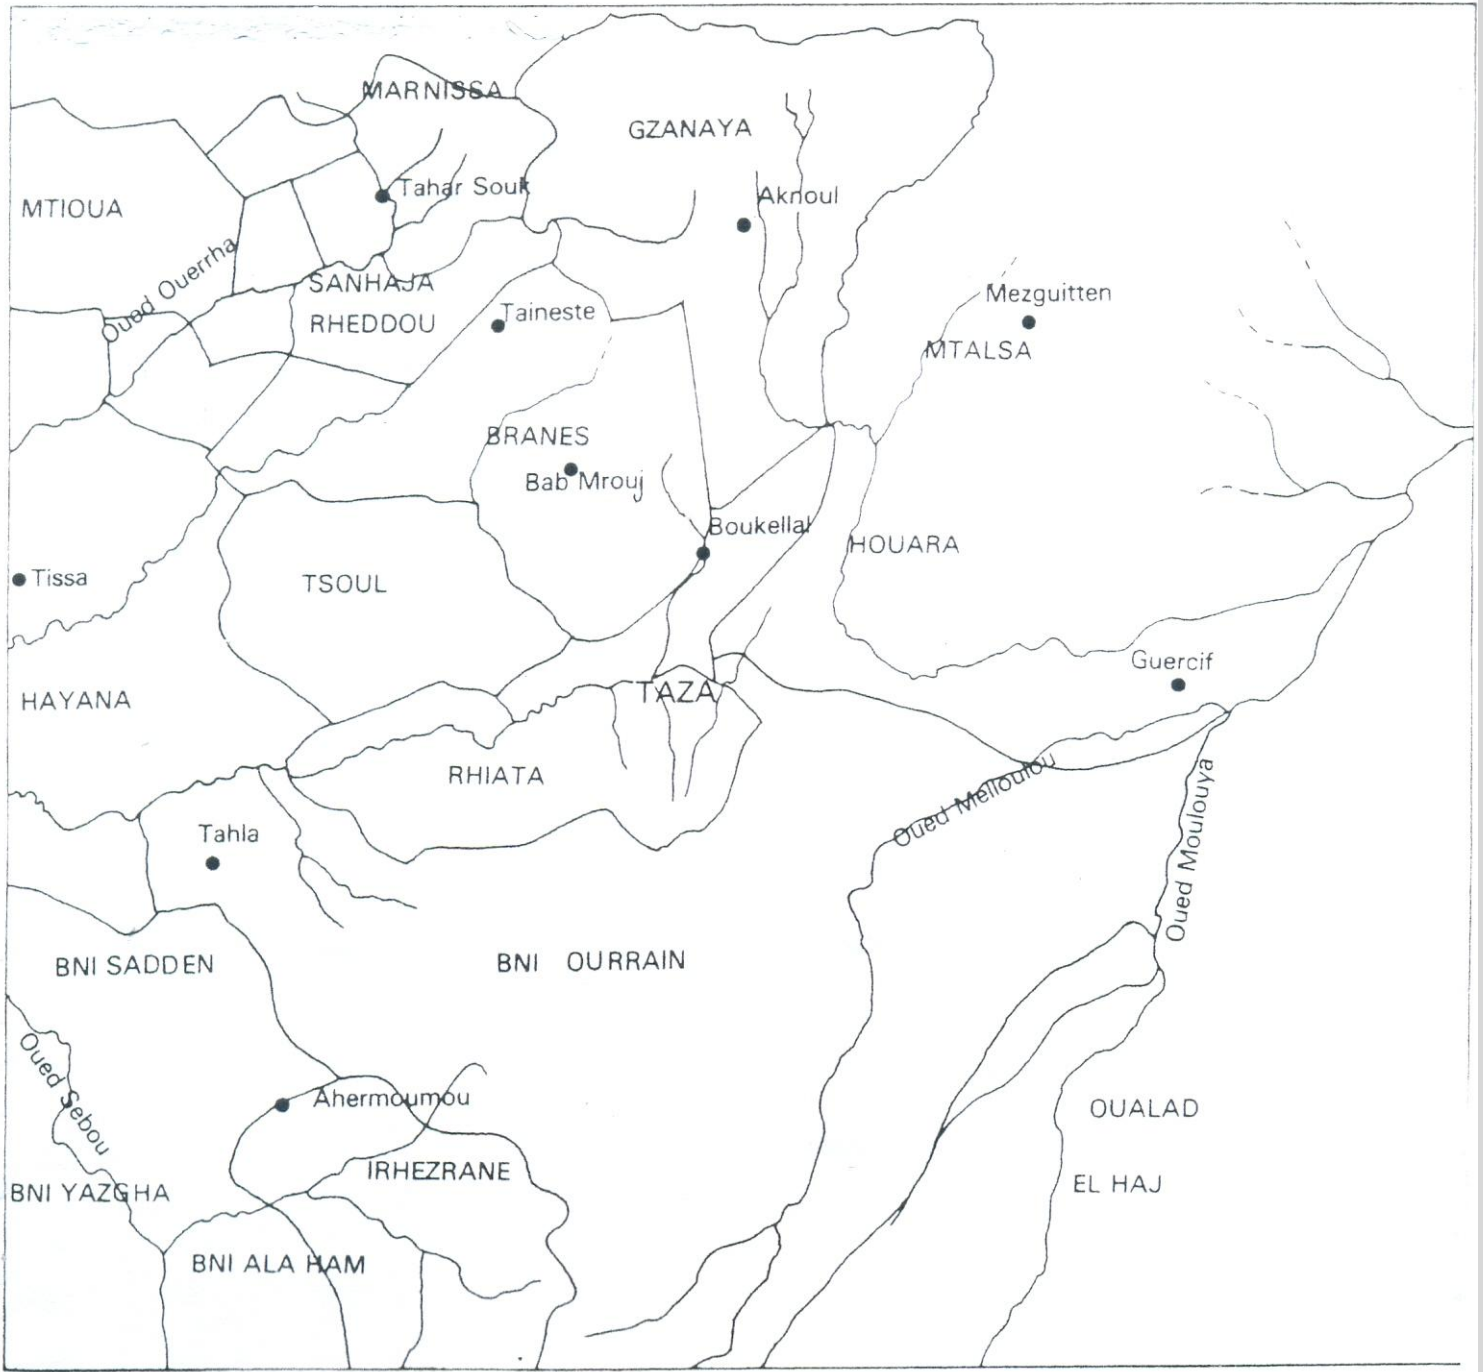 MARNISSA
GZANAYA
Tahar Souk
Aknoul
MTIOUA
Oued Ouerrha
SANHAJA
RHEDDOU
Taineste
Mezguitten
MTALSA
BRANES
Bab Mrouj
Boukellal
HOUARA
Tissa
TSOUL
Guercif
HAYANA
TAZA
RHIATA
Oued Melloulou
Oued Moulouya
Tahla
BNI SADDEN
BNI OURRAIN
Oued Sebou
Ahermoumou
OUALAD
EL HAJ
IRHEZRANE
BNI YAZGHA
BNI ALA HAM